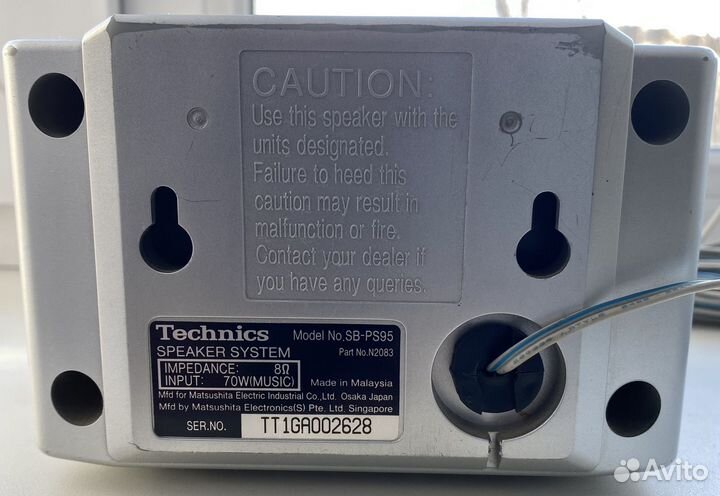 CAUTION:
Use this speaker with the
units designated.
Failure to heed this
caution may result in
malfunction or fire.
Contact your dealer if
you have any queries.
Technics Model No.SB-PS95
SPEAKER SYSTEM Part No.N2083
IMPEDANCE: 8Ω
INPUT: 70W(MUSIC) Made in Malaysia
Mfd for Matsushita Electric Industrial Co., Ltd. Osaka Japan
Mfg by Matsushita Electronics(S) Pte. Ltd. Singapore
SER.NO. TT1GA002628
Avito